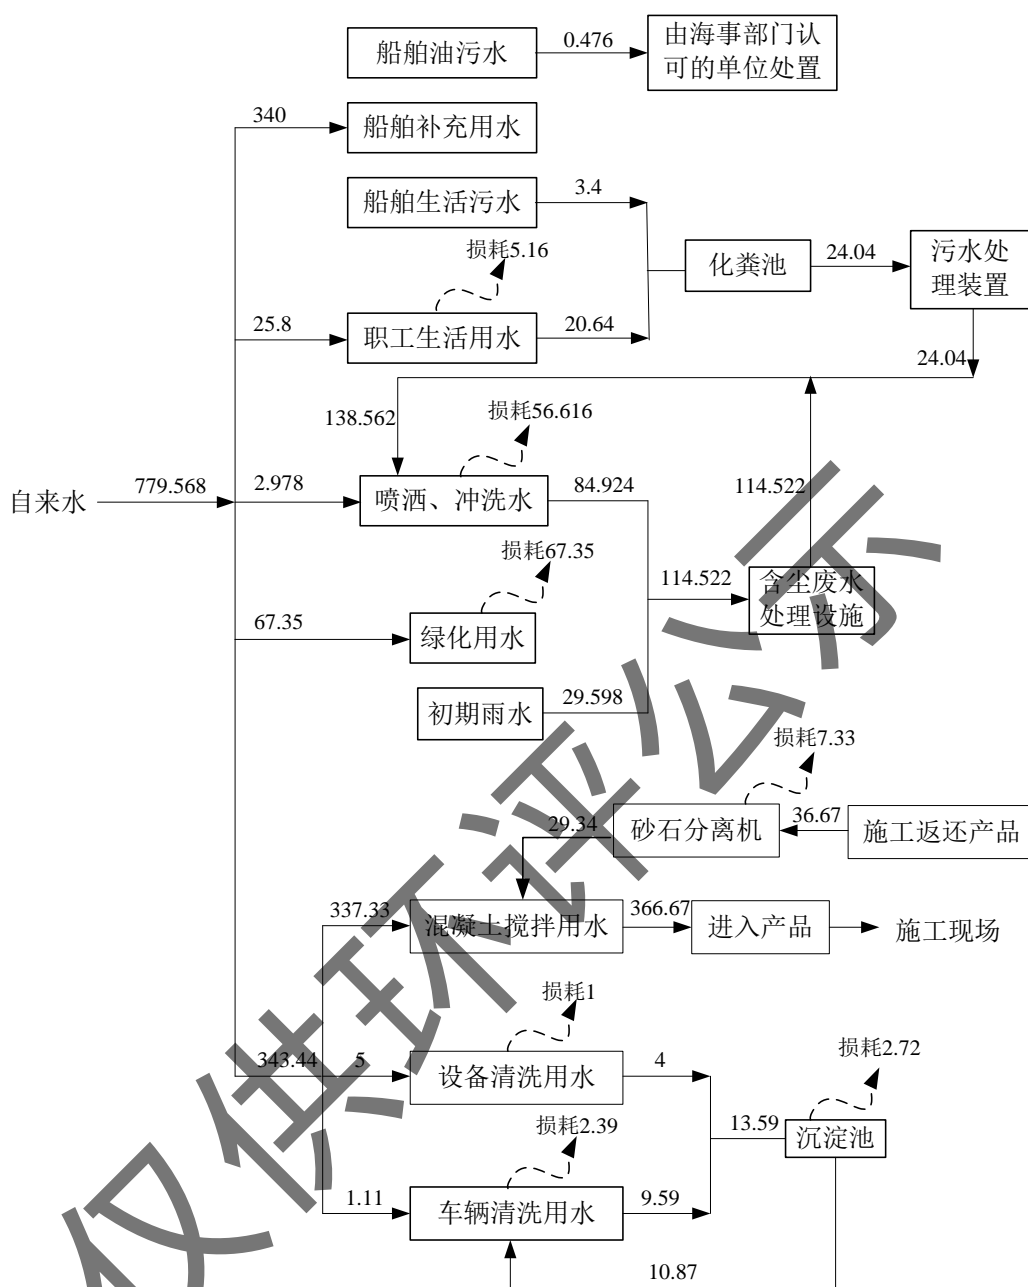 船舶油污水
0.476
由海事部门认
可的单位处置
340
船舶补充用水
船舶生活污水
3.4
损耗5.16
化粪池
24.04
污水处
理装置
25.8
职工生活用水
20.64
24.04
138.562
损耗56.616
自来水
779.568
2.978
喷洒、冲洗水
84.924
114.522
损耗67.35
114.522
含尘废水
处理设施
67.35
绿化用水
初期雨水
29.598
损耗7.33
29.34
砂石分离机
36.67
施工返还产品
337.33
混凝土搅拌用水
366.67
进入产品
施工现场
损耗1
343.44
5
设备清洗用水
4
损耗2.72
13.59
沉淀池
损耗2.39
1.11
车辆清洗用水
9.59
10.87
仅供环评公示